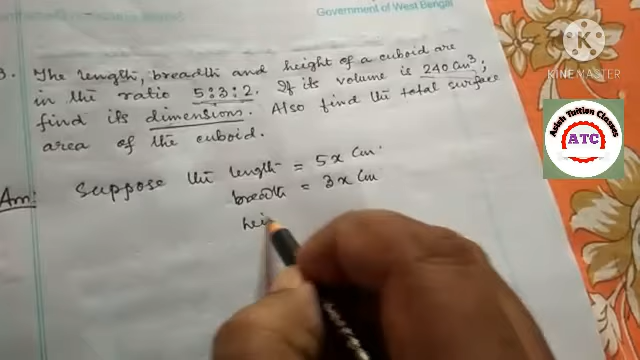 Government of West Bengal
3. The length, breadth and height of a cuboid are
in the ratio 5:3:2. If its volume is 240 cm³;
find its dimensions. Also find the total surface
area of the cuboid.
Ans: Suppose the length = 5x cm.
breadth = 3x cm
hei
KINEMASTER
Asish Tuition Classes
ATC